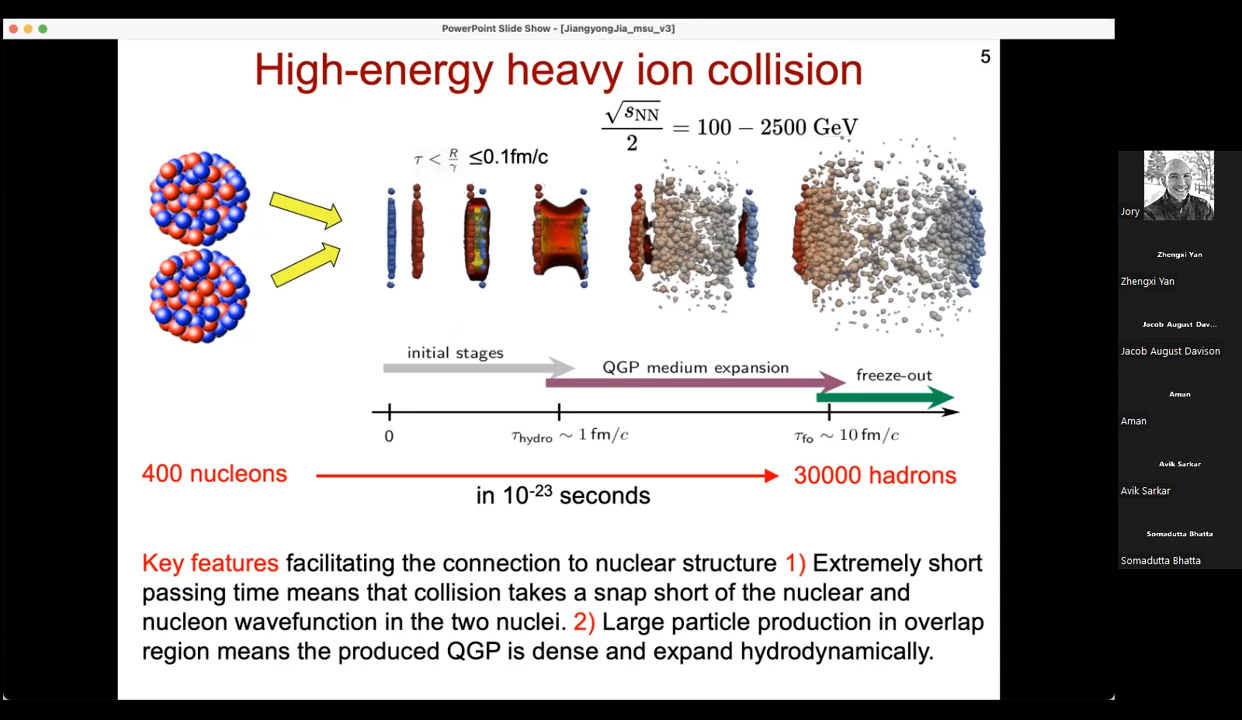 PowerPoint Slide Show - [JiangyongJia_msu_v3]
High-energy heavy ion collision
5
√sNN / 2 = 100 − 2500 GeV
τ < R/γ ≤0.1fm/c
initial stages
QGP medium expansion
freeze-out
0
τhydro ∼ 1 fm/c
τfo ∼ 10 fm/c
400 nucleons
30000 hadrons
in 10⁻²³ seconds
Key features facilitating the connection to nuclear structure 1) Extremely short
passing time means that collision takes a snap short of the nuclear and
nucleon wavefunction in the two nuclei. 2) Large particle production in overlap
region means the produced QGP is dense and expand hydrodynamically.
Jory
Zhengxi Yan
Zhengxi Yan
Jacob August Dav...
Jacob August Davison
Aman
Aman
Avik Sarkar
Avik Sarkar
Somadutta Bhatta
Somadutta Bhatta